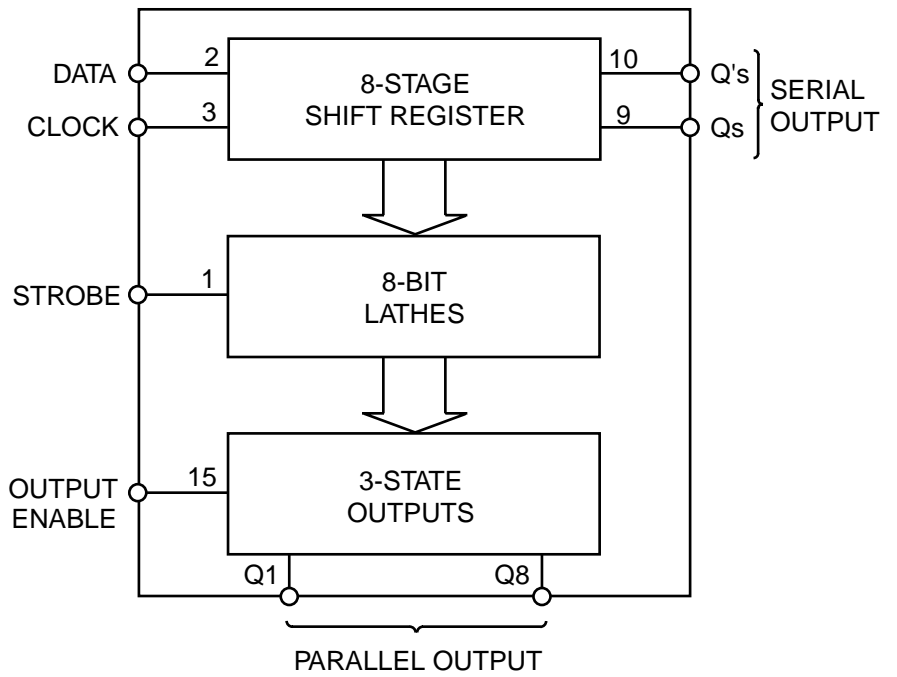 DATA
2
CLOCK
3
8-STAGE
SHIFT REGISTER
10
Q's
9
Qs
SERIAL
OUTPUT
STROBE
1
8-BIT
LATHES
OUTPUT
ENABLE
15
3-STATE
OUTPUTS
Q1
Q8
PARALLEL OUTPUT